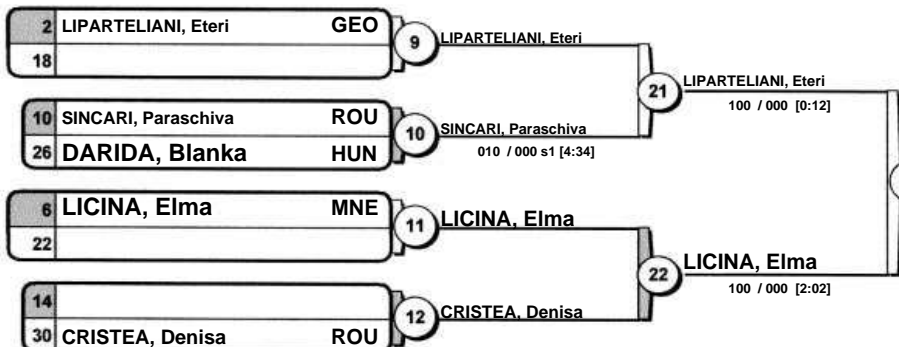 2 LIPARTELIANI, Eteri GEO
18
9
LIPARTELIANI, Eteri
21
LIPARTELIANI, Eteri
100 / 000 [0:12]
10 SINCARI, Paraschiva ROU
26 DARIDA, Blanka HUN
10
SINCARI, Paraschiva
010 / 000 s1 [4:34]
6 LICINA, Elma MNE
22
11
LICINA, Elma
22
LICINA, Elma
100 / 000 [2:02]
14
30 CRISTEA, Denisa ROU
12
CRISTEA, Denisa